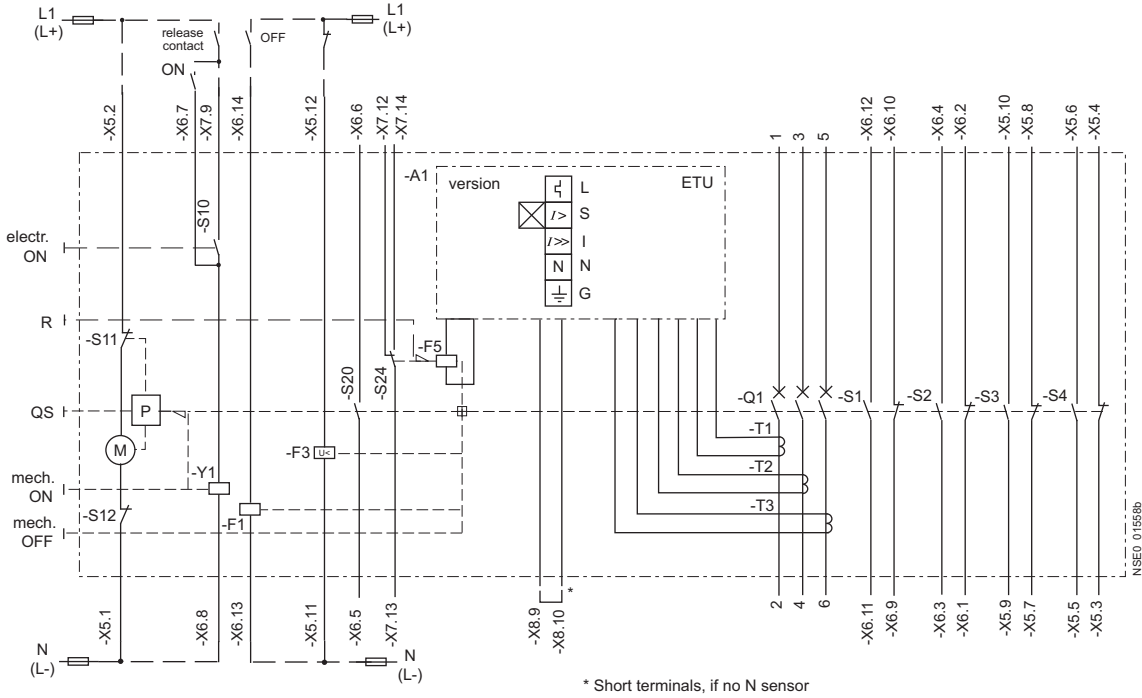 L1
(L+)
L1
(L+)
release
contact
OFF
ON
-X5.2
-X6.7
-X7.9
-X6.14
-X5.12
-X6.6
-X7.12
-X7.14
1
3
5
-X6.12
-X6.10
-X6.4
-X6.2
-X5.10
-X5.8
-X5.6
-X5.4
-A1
version
ETU
L
I> S
I>> I
N N
G
-S10
electr.
ON
R
-S11
-F5
-S20
-S24
QS
P
-Q1
-S1
-S2
-S3
-S4
M
-T1
-F3
U<
-T2
mech.
ON
-Y1
-T3
-S12
-F1
mech.
OFF
-X5.1
-X6.8
-X6.13
-X5.11
-X6.5
-X7.13
-X8.9
-X8.10
*
2
4
6
-X6.11
-X6.9
-X6.3
-X6.1
-X5.9
-X5.7
-X5.5
-X5.3
NSE0_01558b
N
(L-)
N
(L-)
* Short terminals, if no N sensor